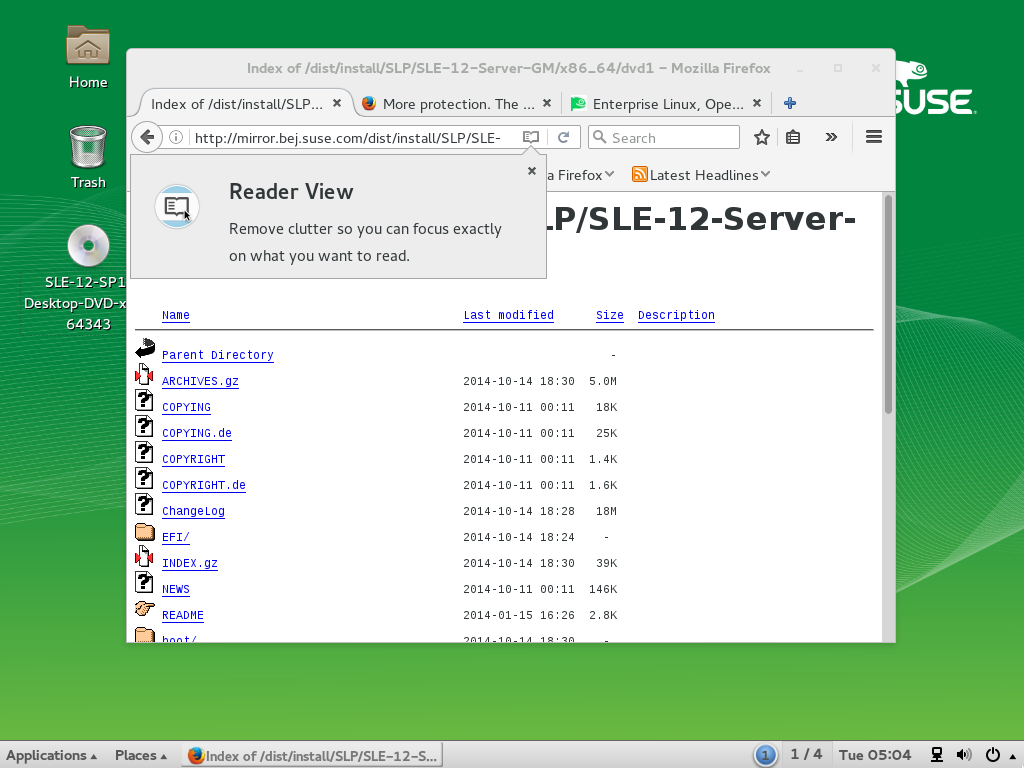 Home
Trash
SLE-12-SP1
Desktop-DVD-x
64343
SUSE
Index of /dist/install/SLP/SLE-12-Server-GM/x86_64/dvd1 - Mozilla Firefox
Index of /dist/install/SLP... More protection. The ... Enterprise Linux, Ope...
http://mirror.bej.suse.com/dist/install/SLP/SLE- Search
a Firefox Latest Headlines
Reader View
Remove clutter so you can focus exactly
on what you want to read.
LP/SLE-12-Server-
Name Last modified Size Description
Parent Directory -
ARCHIVES.gz 2014-10-14 18:30 5.0M
COPYING 2014-10-11 00:11 18K
COPYING.de 2014-10-11 00:11 25K
COPYRIGHT 2014-10-11 00:11 1.4K
COPYRIGHT.de 2014-10-11 00:11 1.6K
ChangeLog 2014-10-14 18:28 18M
EFI/ 2014-10-14 18:24 -
INDEX.gz 2014-10-14 18:30 39K
NEWS 2014-10-11 00:11 146K
README 2014-01-15 16:26 2.8K
boot/ 2014-10-14 18:30 -
Applications Places Index of /dist/install/SLP/SLE-12-S... 1 1 / 4 Tue 05:04